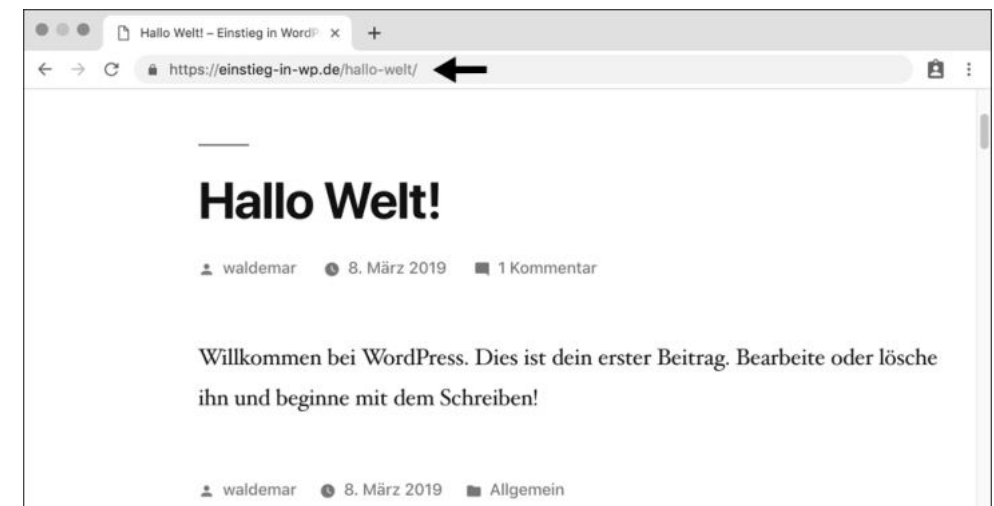 Hallo Welt! – Einstieg in WordP
https://einstieg-in-wp.de/hallo-welt/
Hallo Welt!
waldemar 8. März 2019 1 Kommentar
Willkommen bei WordPress. Dies ist dein erster Beitrag. Bearbeite oder lösche
ihn und beginne mit dem Schreiben!
waldemar 8. März 2019 Allgemein